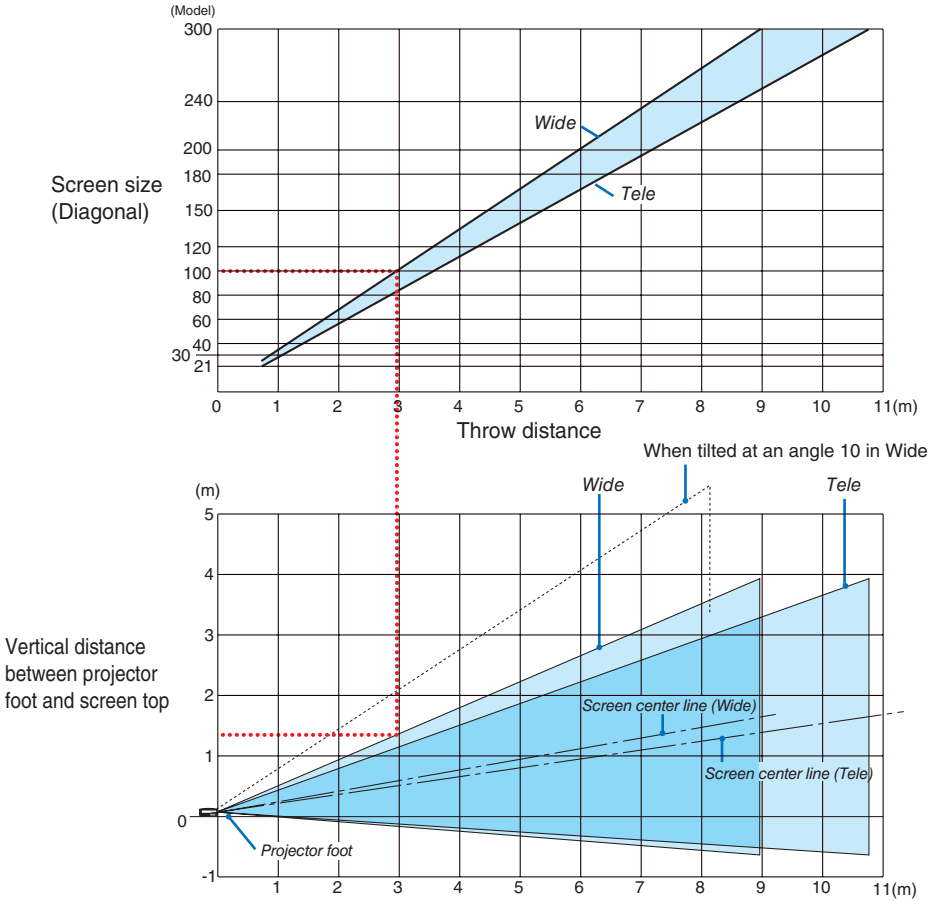 (Model)
300
240
200
180
150
120
100
80
60
40
30
21
Screen size
(Diagonal)
Wide
Tele
0 1 2 3 4 5 6 7 8 9 10 11(m)
Throw distance
When tilted at an angle 10 in Wide
(m)
Wide
Tele
5
4
3
2
1
0
-1
Vertical distance
between projector
foot and screen top
Screen center line (Wide)
Screen center line (Tele)
Projector foot
1 2 3 4 5 6 7 8 9 10 11(m)